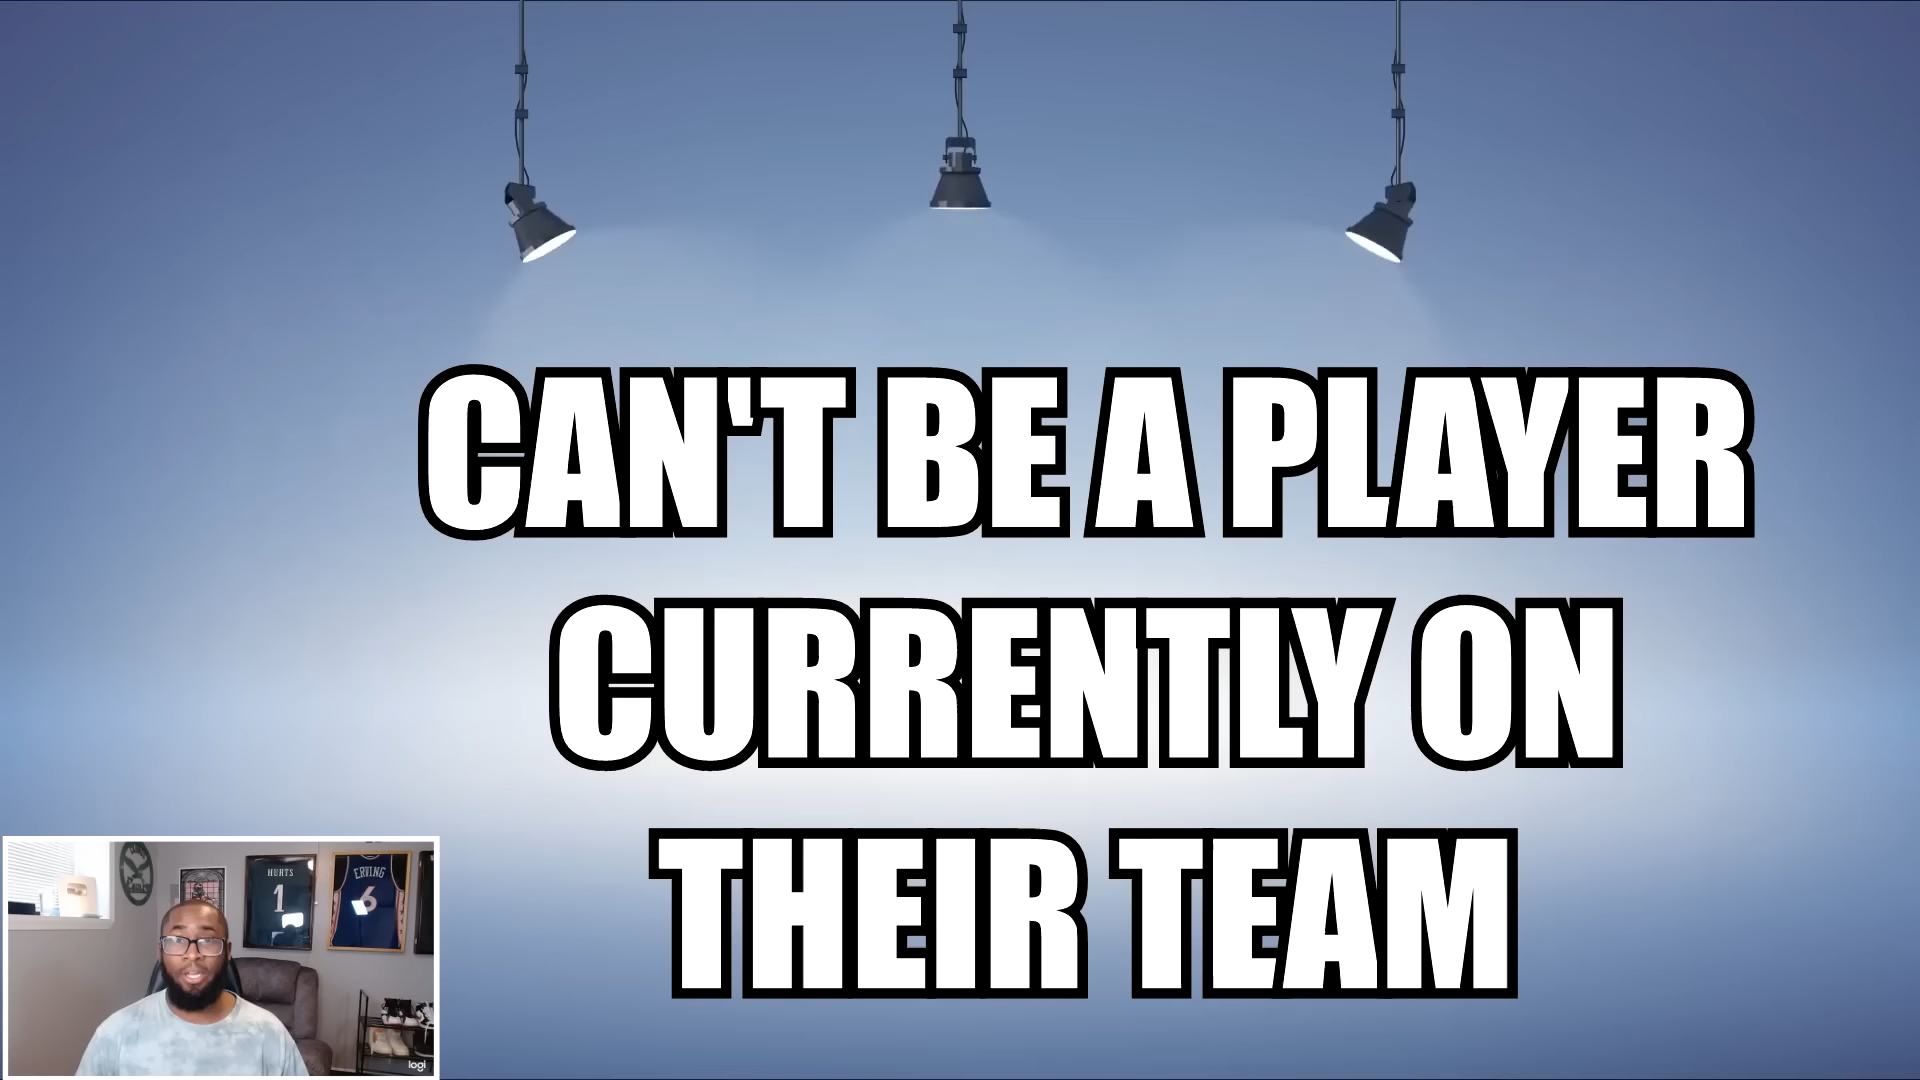 CAN'T BE A PLAYER
CURRENTLY ON
THEIR TEAM
HURTS
1
ERVING
6
logi